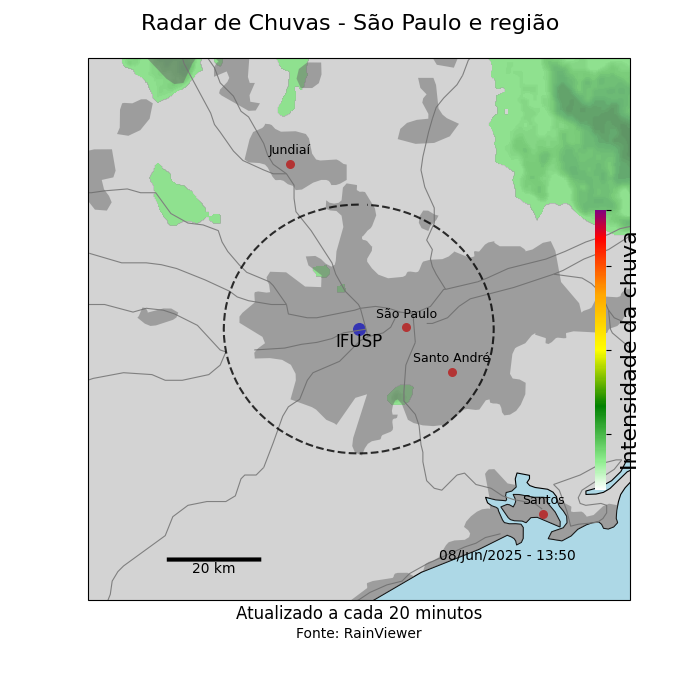 Radar de Chuvas - São Paulo e região
Jundiaí
São Paulo
IFUSP
Santo André
Intensidade da chuva
Santos
08/Jun/2025 - 13:50
20 km
Atualizado a cada 20 minutos
Fonte: RainViewer